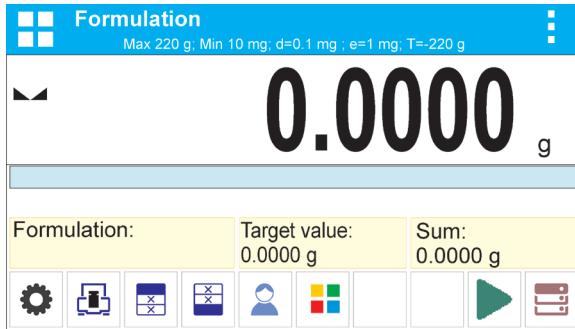 Formulation
Max 220 g; Min 10 mg; d=0.1 mg ; e=1 mg; T=-220 g
0.0000 g
Formulation:
Target value:
0.0000 g
Sum:
0.0000 g